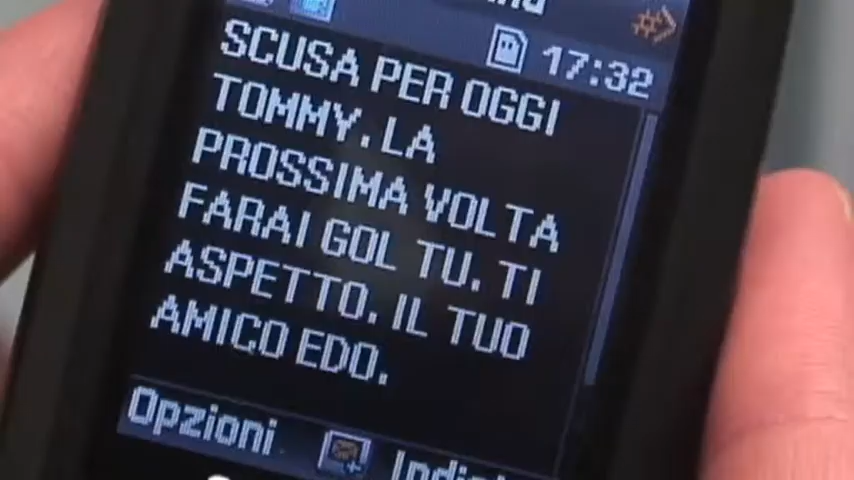 17:32
SCUSA PER OGGI
TOMMY. LA
PROSSIMA VOLTA
FARAI GOL TU. TI
ASPETTO. IL TUO
AMICO EDO.
Opzioni